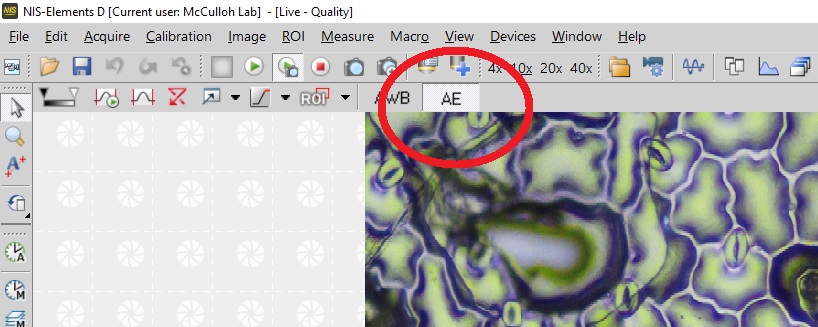 NIS NIS-Elements D [Current user: McCulloh Lab] - [Live - Quality]
File Edit Acquire Calibration Image ROI Measure Macro View Devices Window Help
4x 10x 20x 40x
ROI AWB AE
A
A
M
M